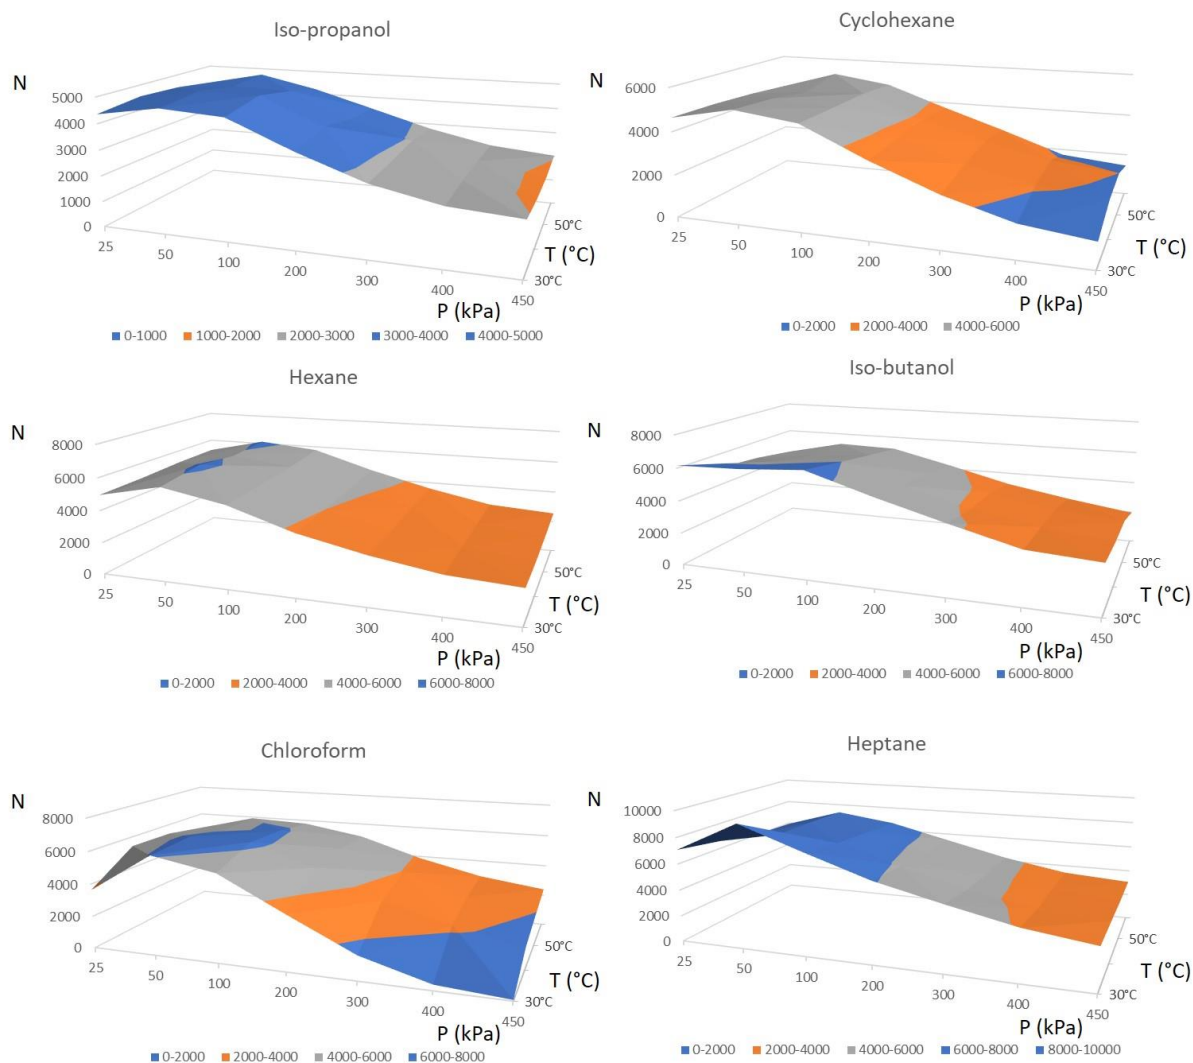 Iso-propanol
N
5000
4000
3000
2000
1000
0
25
50
100
200
300
400
450
30°C
50°C
T (°C)
P (kPa)
0-1000 1000-2000 2000-3000 3000-4000 4000-5000
Cyclohexane
N
6000
4000
2000
0
25
50
100
200
300
400
450
30°C
50°C
T (°C)
P (kPa)
0-2000 2000-4000 4000-6000
Hexane
N
8000
6000
4000
2000
0
25
50
100
200
300
400
450
30°C
50°C
T (°C)
P (kPa)
0-2000 2000-4000 4000-6000 6000-8000
Iso-butanol
N
8000
6000
4000
2000
0
25
50
100
200
300
400
450
30°C
50°C
T (°C)
P (kPa)
0-2000 2000-4000 4000-6000 6000-8000
Chloroform
N
8000
6000
4000
2000
0
25
50
100
200
300
400
450
30°C
50°C
T (°C)
P (kPa)
0-2000 2000-4000 4000-6000 6000-8000
Heptane
N
10000
8000
6000
4000
2000
0
25
50
100
200
300
400
450
30°C
50°C
T (°C)
P (kPa)
0-2000 2000-4000 4000-6000 6000-8000 8000-10000